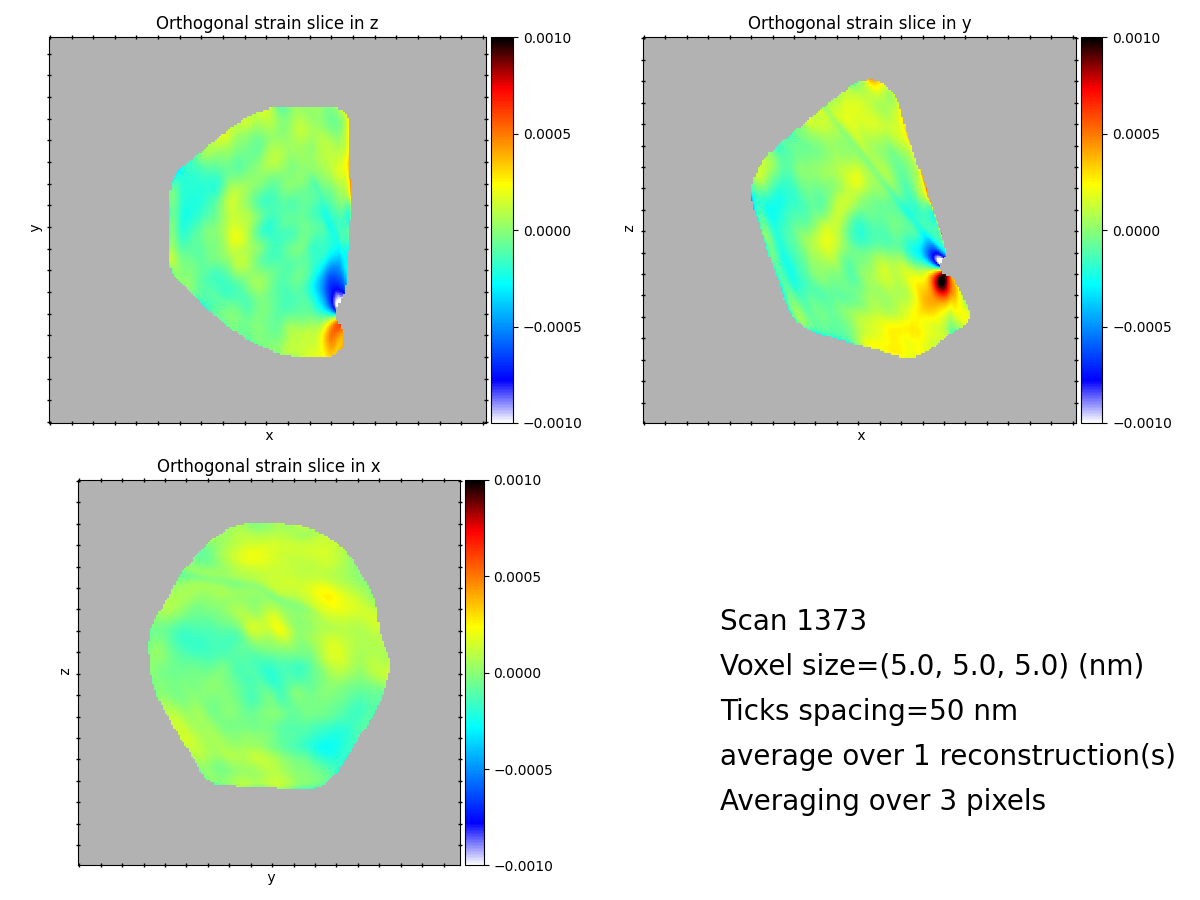 Orthogonal strain slice in z
0.0010
0.0005
0.0000
−0.0005
−0.0010
y
x
Orthogonal strain slice in y
0.0010
0.0005
0.0000
−0.0005
−0.0010
z
x
Orthogonal strain slice in x
0.0010
0.0005
0.0000
−0.0005
−0.0010
z
y
Scan 1373
Voxel size=(5.0, 5.0, 5.0) (nm)
Ticks spacing=50 nm
average over 1 reconstruction(s)
Averaging over 3 pixels